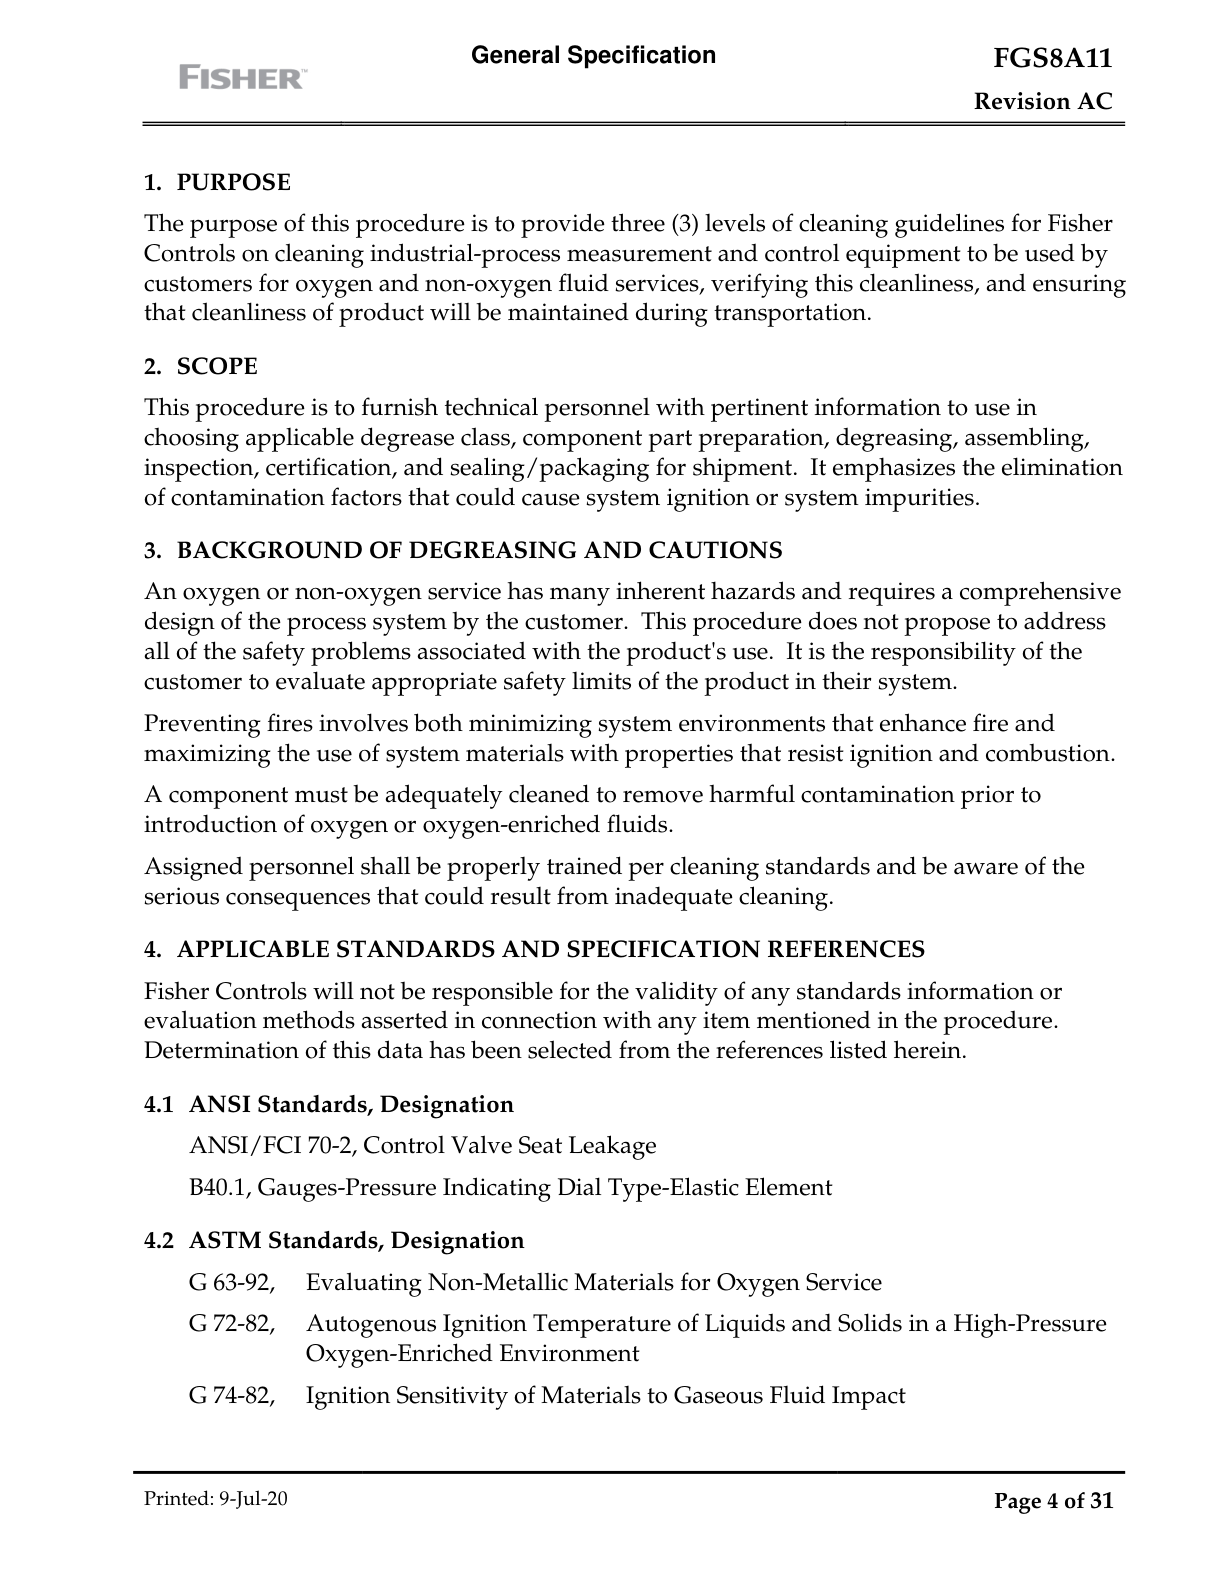 General Specification
FGS8A11
FISHER™
Revision AC
1. PURPOSE
The purpose of this procedure is to provide three (3) levels of cleaning guidelines for Fisher
Controls on cleaning industrial-process measurement and control equipment to be used by
customers for oxygen and non-oxygen fluid services, verifying this cleanliness, and ensuring
that cleanliness of product will be maintained during transportation.
2. SCOPE
This procedure is to furnish technical personnel with pertinent information to use in
choosing applicable degrease class, component part preparation, degreasing, assembling,
inspection, certification, and sealing/packaging for shipment.  It emphasizes the elimination
of contamination factors that could cause system ignition or system impurities.
3. BACKGROUND OF DEGREASING AND CAUTIONS
An oxygen or non-oxygen service has many inherent hazards and requires a comprehensive
design of the process system by the customer.  This procedure does not propose to address
all of the safety problems associated with the product's use.  It is the responsibility of the
customer to evaluate appropriate safety limits of the product in their system.
Preventing fires involves both minimizing system environments that enhance fire and
maximizing the use of system materials with properties that resist ignition and combustion.
A component must be adequately cleaned to remove harmful contamination prior to
introduction of oxygen or oxygen-enriched fluids.
Assigned personnel shall be properly trained per cleaning standards and be aware of the
serious consequences that could result from inadequate cleaning.
4. APPLICABLE STANDARDS AND SPECIFICATION REFERENCES
Fisher Controls will not be responsible for the validity of any standards information or
evaluation methods asserted in connection with any item mentioned in the procedure.
Determination of this data has been selected from the references listed herein.
4.1 ANSI Standards, Designation
ANSI/FCI 70-2, Control Valve Seat Leakage
B40.1, Gauges-Pressure Indicating Dial Type-Elastic Element
4.2 ASTM Standards, Designation
G 63-92, Evaluating Non-Metallic Materials for Oxygen Service
G 72-82, Autogenous Ignition Temperature of Liquids and Solids in a High-Pressure
Oxygen-Enriched Environment
G 74-82, Ignition Sensitivity of Materials to Gaseous Fluid Impact
Printed: 9-Jul-20
Page 4 of 31